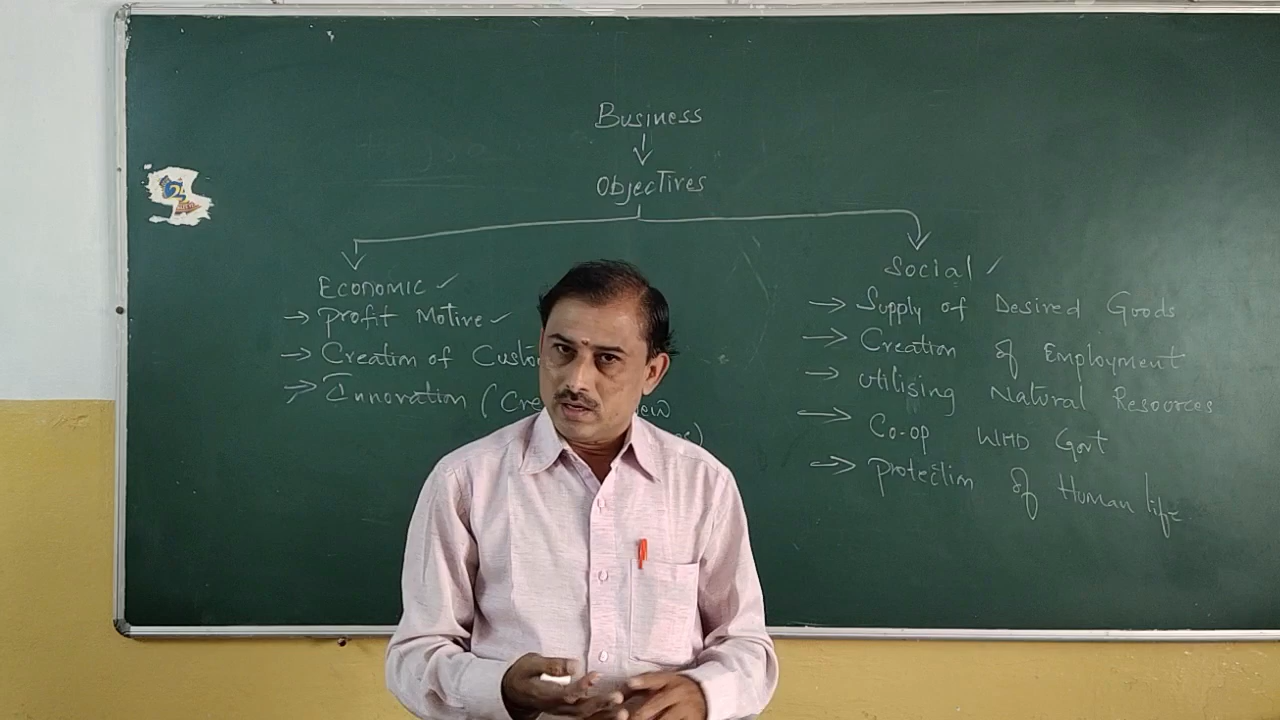 Business
Objectives
Economic
Profit Motive
Creation of
Innovation (
Social
Supply of Desired Goods
Creation of Employment
Utilising Natural Resources
Co-op With Govt
Protection of Human life